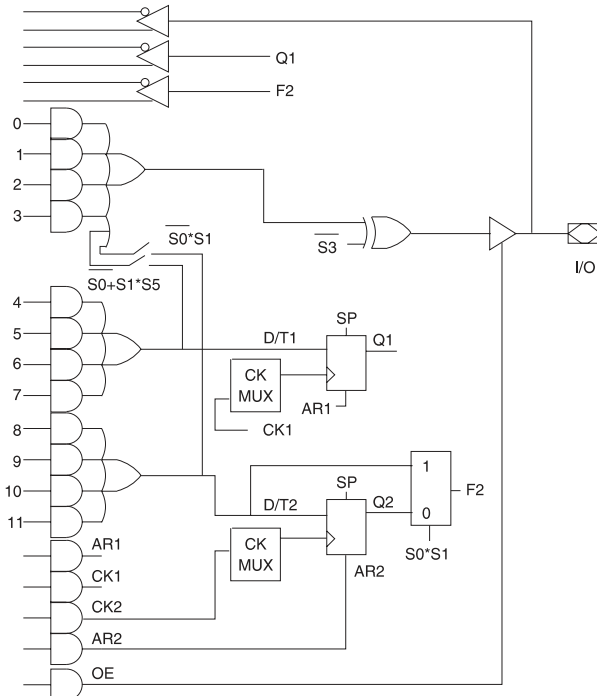 Q1
F2
0
1
2
3
S0*S1
S3
I/O
S0+S1*S5
4
5
6
7
SP
D/T1
Q1
CK
MUX
AR1
CK1
8
9
10
11
SP
D/T2
Q2
1
0
F2
S0*S1
CK
MUX
AR2
AR1
CK1
CK2
AR2
OE